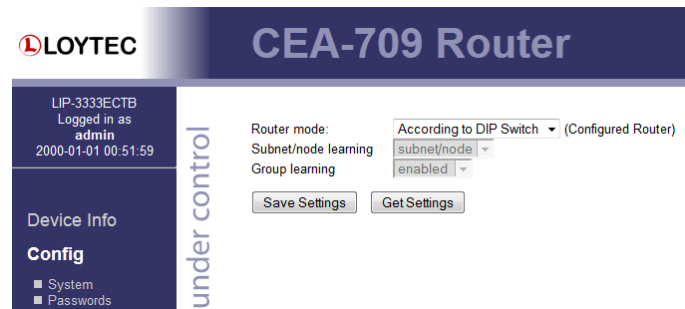 LOYTEC
CEA-709 Router
LIP-3333ECTB
Logged in as
admin
2000-01-01 00:51:59
Device Info
Config
System
Passwords
under control
Router mode: According to DIP Switch (Configured Router)
Subnet/node learning subnet/node
Group learning enabled
Save Settings Get Settings